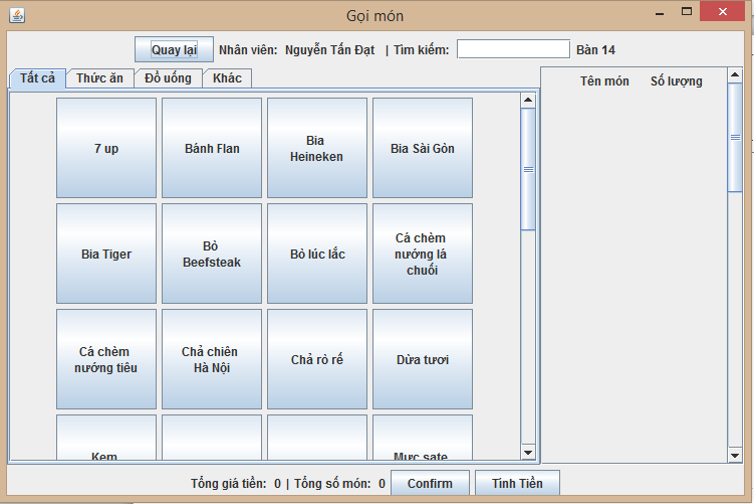 Gọi món
Quay lại Nhân viên: Nguyễn Tấn Đạt | Tìm kiếm: Bàn 14
Tất cả Thức ăn Đồ uống Khác
Tên món Số lượng
7 up
Bánh Flan
Bia
Heineken
Bia Sài Gòn
Bia Tiger
Bò
Beefsteak
Bò lúc lắc
Cá chèm
nướng lá
chuối
Cá chèm
nướng tiêu
Chả chiên
Hà Nội
Chả rò rế
Dừa tươi
Kem
Mực sate
Tổng giá tiền: 0 | Tổng số món: 0 Confirm Tính Tiền